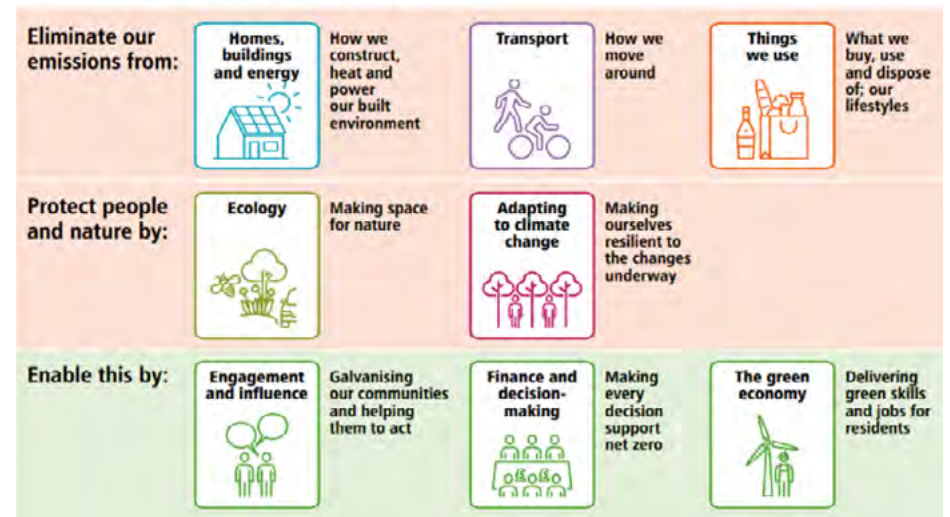 Eliminate our
emissions from:
Homes,
buildings
and energy
How we
construct,
heat and
power
our built
environment
Transport
How we
move
around
Things
we use
What we
buy, use
and dispose
of; our
lifestyles
Protect people
and nature by:
Ecology
Making space
for nature
Adapting
to climate
change
Making
ourselves
resilient to
the changes
underway
Enable this by:
Engagement
and influence
Galvanising
our communities
and helping
them to act
Finance and
decision-
making
££
Making
every
decision
support
net zero
The green
economy
Delivering
green skills
and jobs for
residents